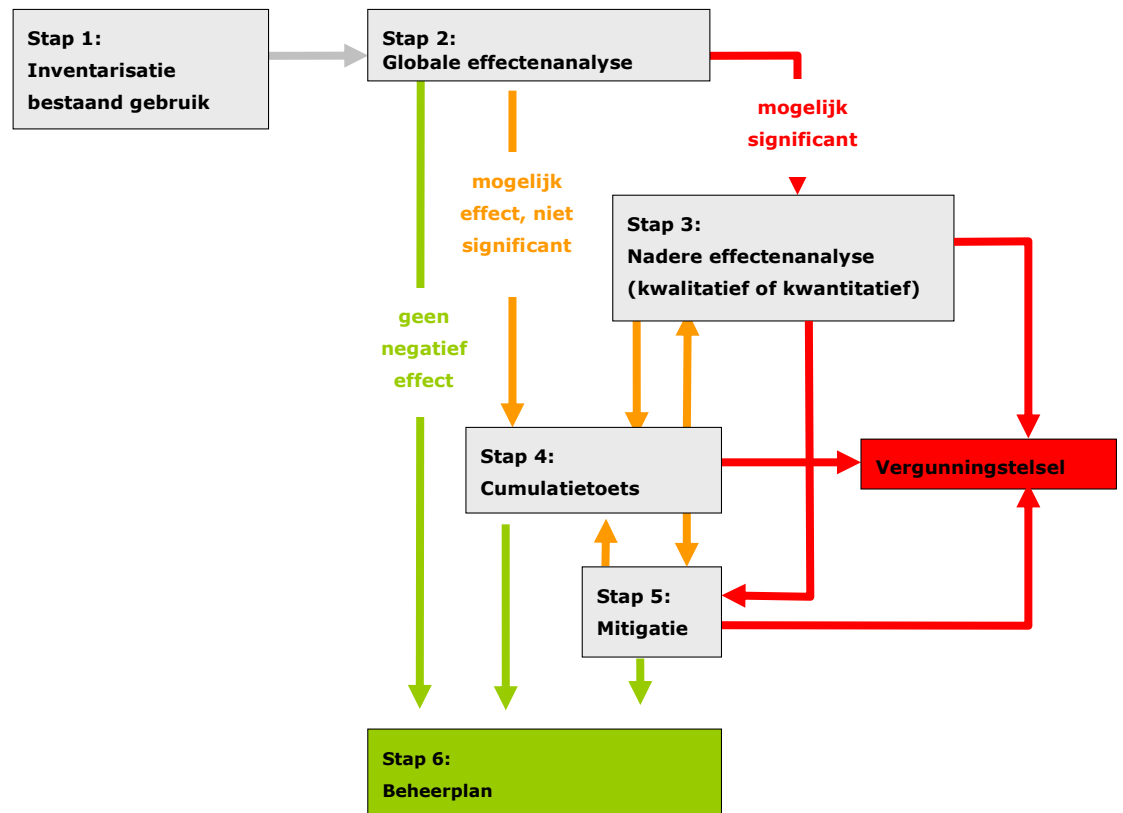 Stap 1:
Inventarisatie
bestaand gebruik
Stap 2:
Globale effectenanalyse
mogelijk
significant
mogelijk
effect, niet
significant
Stap 3:
Nadere effectenanalyse
(kwalitatief of kwantitatief)
geen
negatief
effect
Stap 4:
Cumulatietoets
Vergunningstelsel
Stap 5:
Mitigatie
Stap 6:
Beheerplan